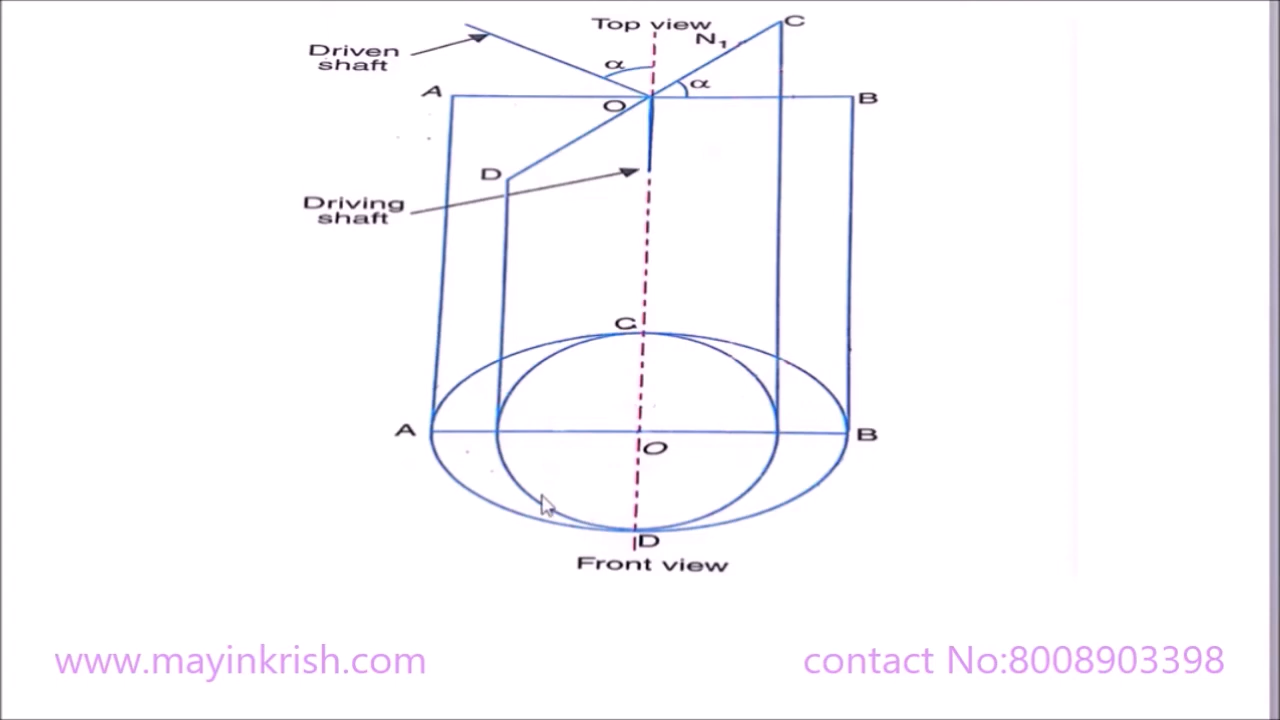 Top view
C
N1
Driven
shaft
α
α
A
O
B
D
Driving
shaft
C
A
B
O
D
Front view
www.mayinkrish.com
contact No:8008903398